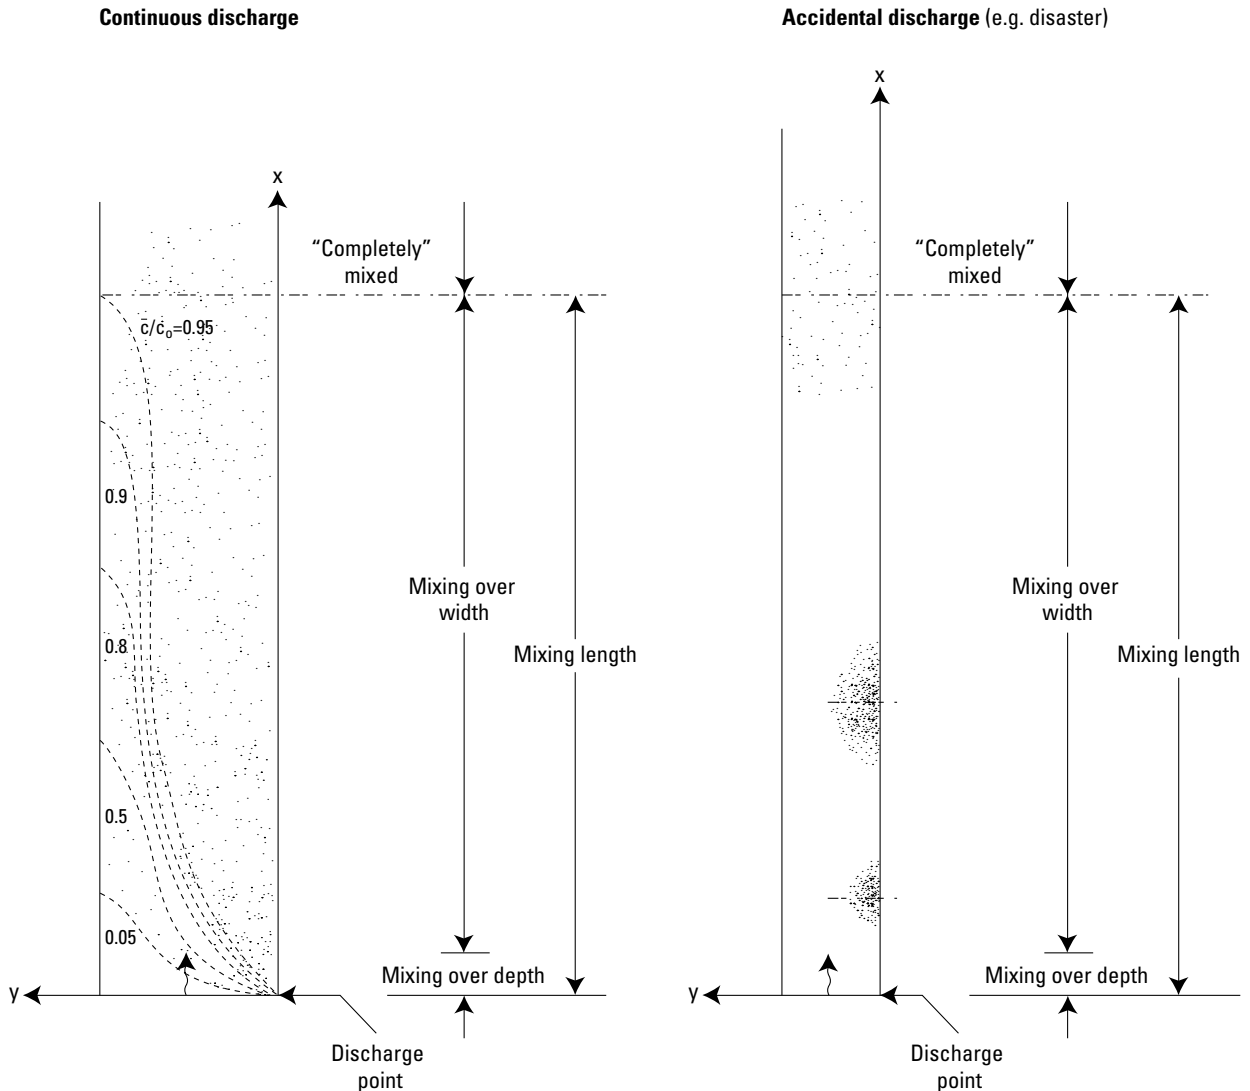 Continuous discharge
x
"Completely"
mixed
c̄/c₀=0.95
0.9
0.8
0.5
0.05
Mixing over
width
Mixing length
Mixing over depth
y
Discharge
point
Accidental discharge (e.g. disaster)
x
"Completely"
mixed
Mixing over
width
Mixing length
Mixing over depth
y
Discharge
point